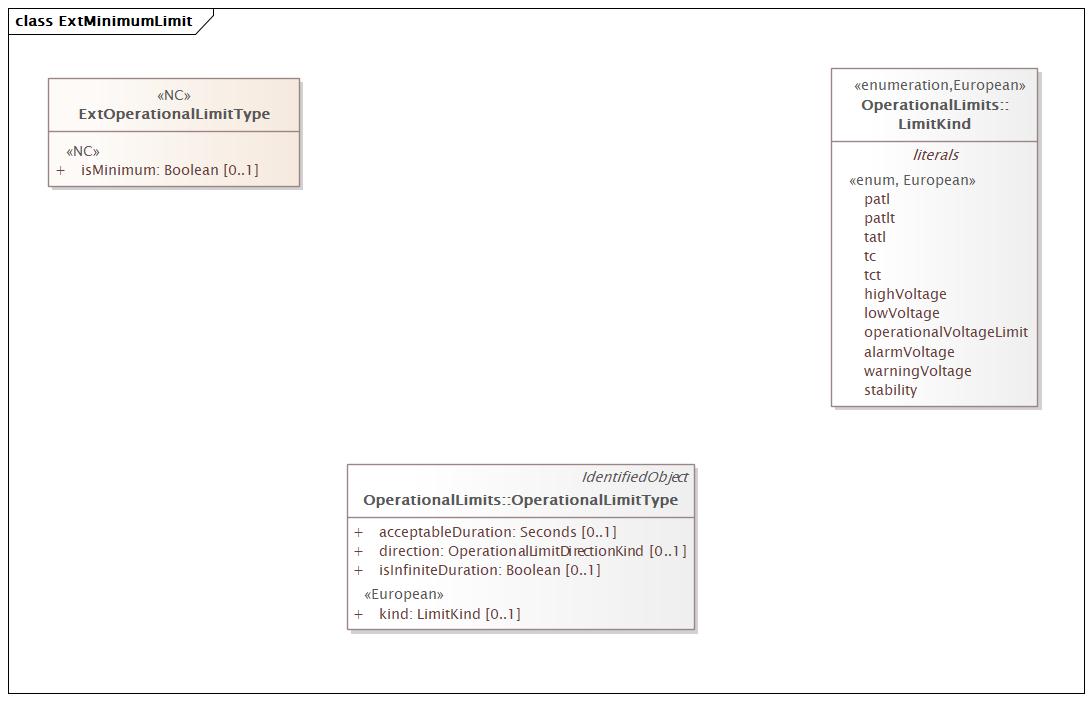 class ExtMinimumLimit
«NC»
ExtOperationalLimitType
«NC»
+ isMinimum: Boolean [0..1]
«enumeration,European»
OperationalLimits::
LimitKind
literals
«enum, European»
patl
patlt
tatl
tc
tct
highVoltage
lowVoltage
operationalVoltageLimit
alarmVoltage
warningVoltage
stability
IdentifiedObject
OperationalLimits::OperationalLimitType
+ acceptableDuration: Seconds [0..1]
+ direction: OperationalLimitDirectionKind [0..1]
+ isInfiniteDuration: Boolean [0..1]
«European»
+ kind: LimitKind [0..1]